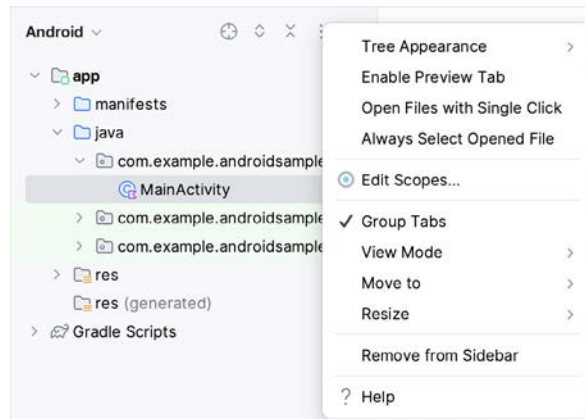 Android
app
manifests
java
com.example.androidsample
MainActivity
com.example.androidsample
com.example.androidsample
res
res (generated)
Gradle Scripts
Tree Appearance
Enable Preview Tab
Open Files with Single Click
Always Select Opened File
Edit Scopes...
Group Tabs
View Mode
Move to
Resize
Remove from Sidebar
? Help